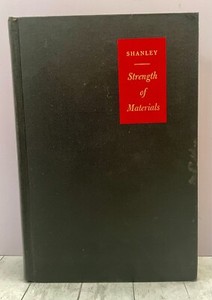 SHANLEY
Strength
of
Materials